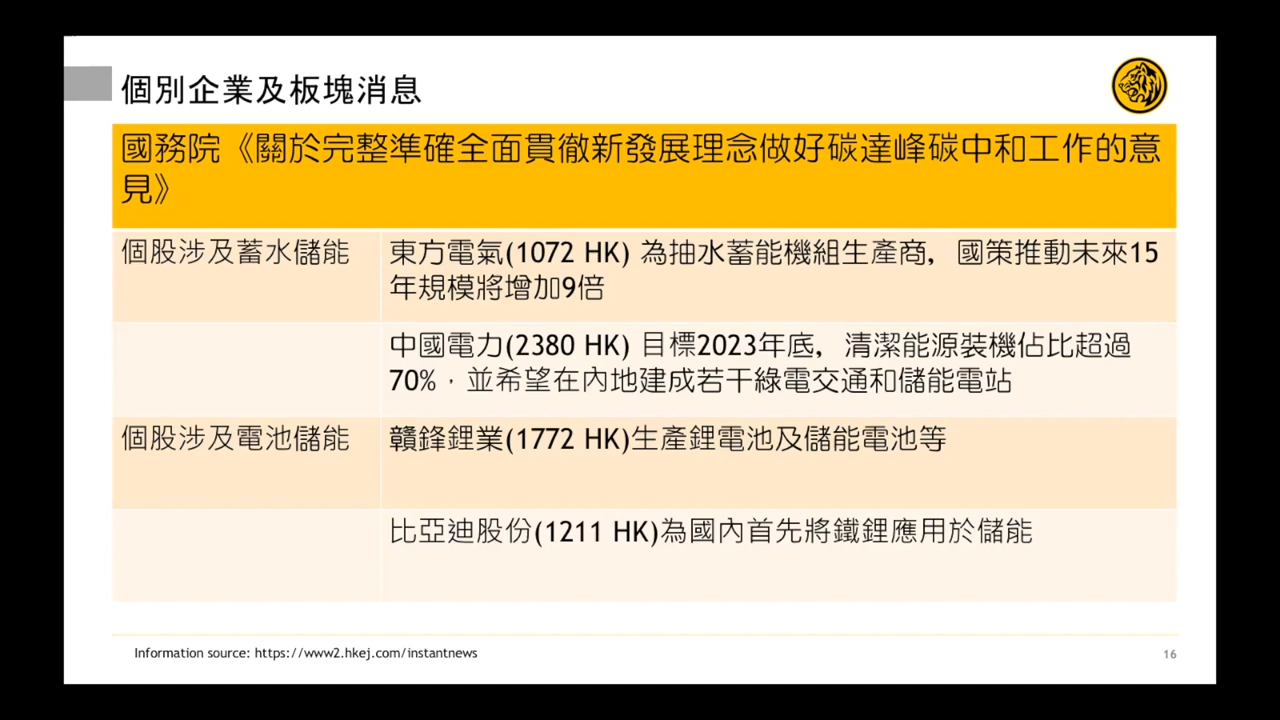 個別企業及板塊消息
國務院《關於完整準確全面貫徹新發展理念做好碳達峰碳中和工作的意
見》
個股涉及蓄水儲能
東方電氣(1072 HK) 為抽水蓄能機組生產商，國策推動未來15
年規模將增加9倍
中國電力(2380 HK) 目標2023年底，清潔能源裝機佔比超過
70%，並希望在內地建成若干綠電交通和儲能電站
個股涉及電池儲能
贛鋒鋰業(1772 HK)生產鋰電池及儲能電池等
比亞迪股份(1211 HK)為國內首先將鐵鋰應用於儲能
Information source: https://www2.hkej.com/instantnews
16